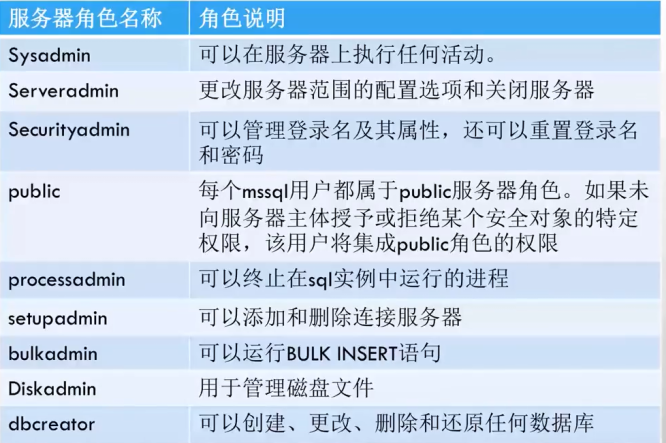 服务器角色名称 角色说明
Sysadmin 可以在服务器上执行任何活动。
Serveradmin 更改服务器范围的配置选项和关闭服务器
Securityadmin 可以管理登录名及其属性，还可以重置登录名
和密码
public 每个mssql用户都属于public服务器角色。如果未
向服务器主体授予或拒绝某个安全对象的特定
权限，该用户将集成public角色的权限
processadmin 可以终止在sql实例中运行的进程
setupadmin 可以添加和删除连接服务器
bulkadmin 可以运行BULK INSERT语句
Diskadmin 用于管理磁盘文件
dbcreator 可以创建、更改、删除和还原任何数据库